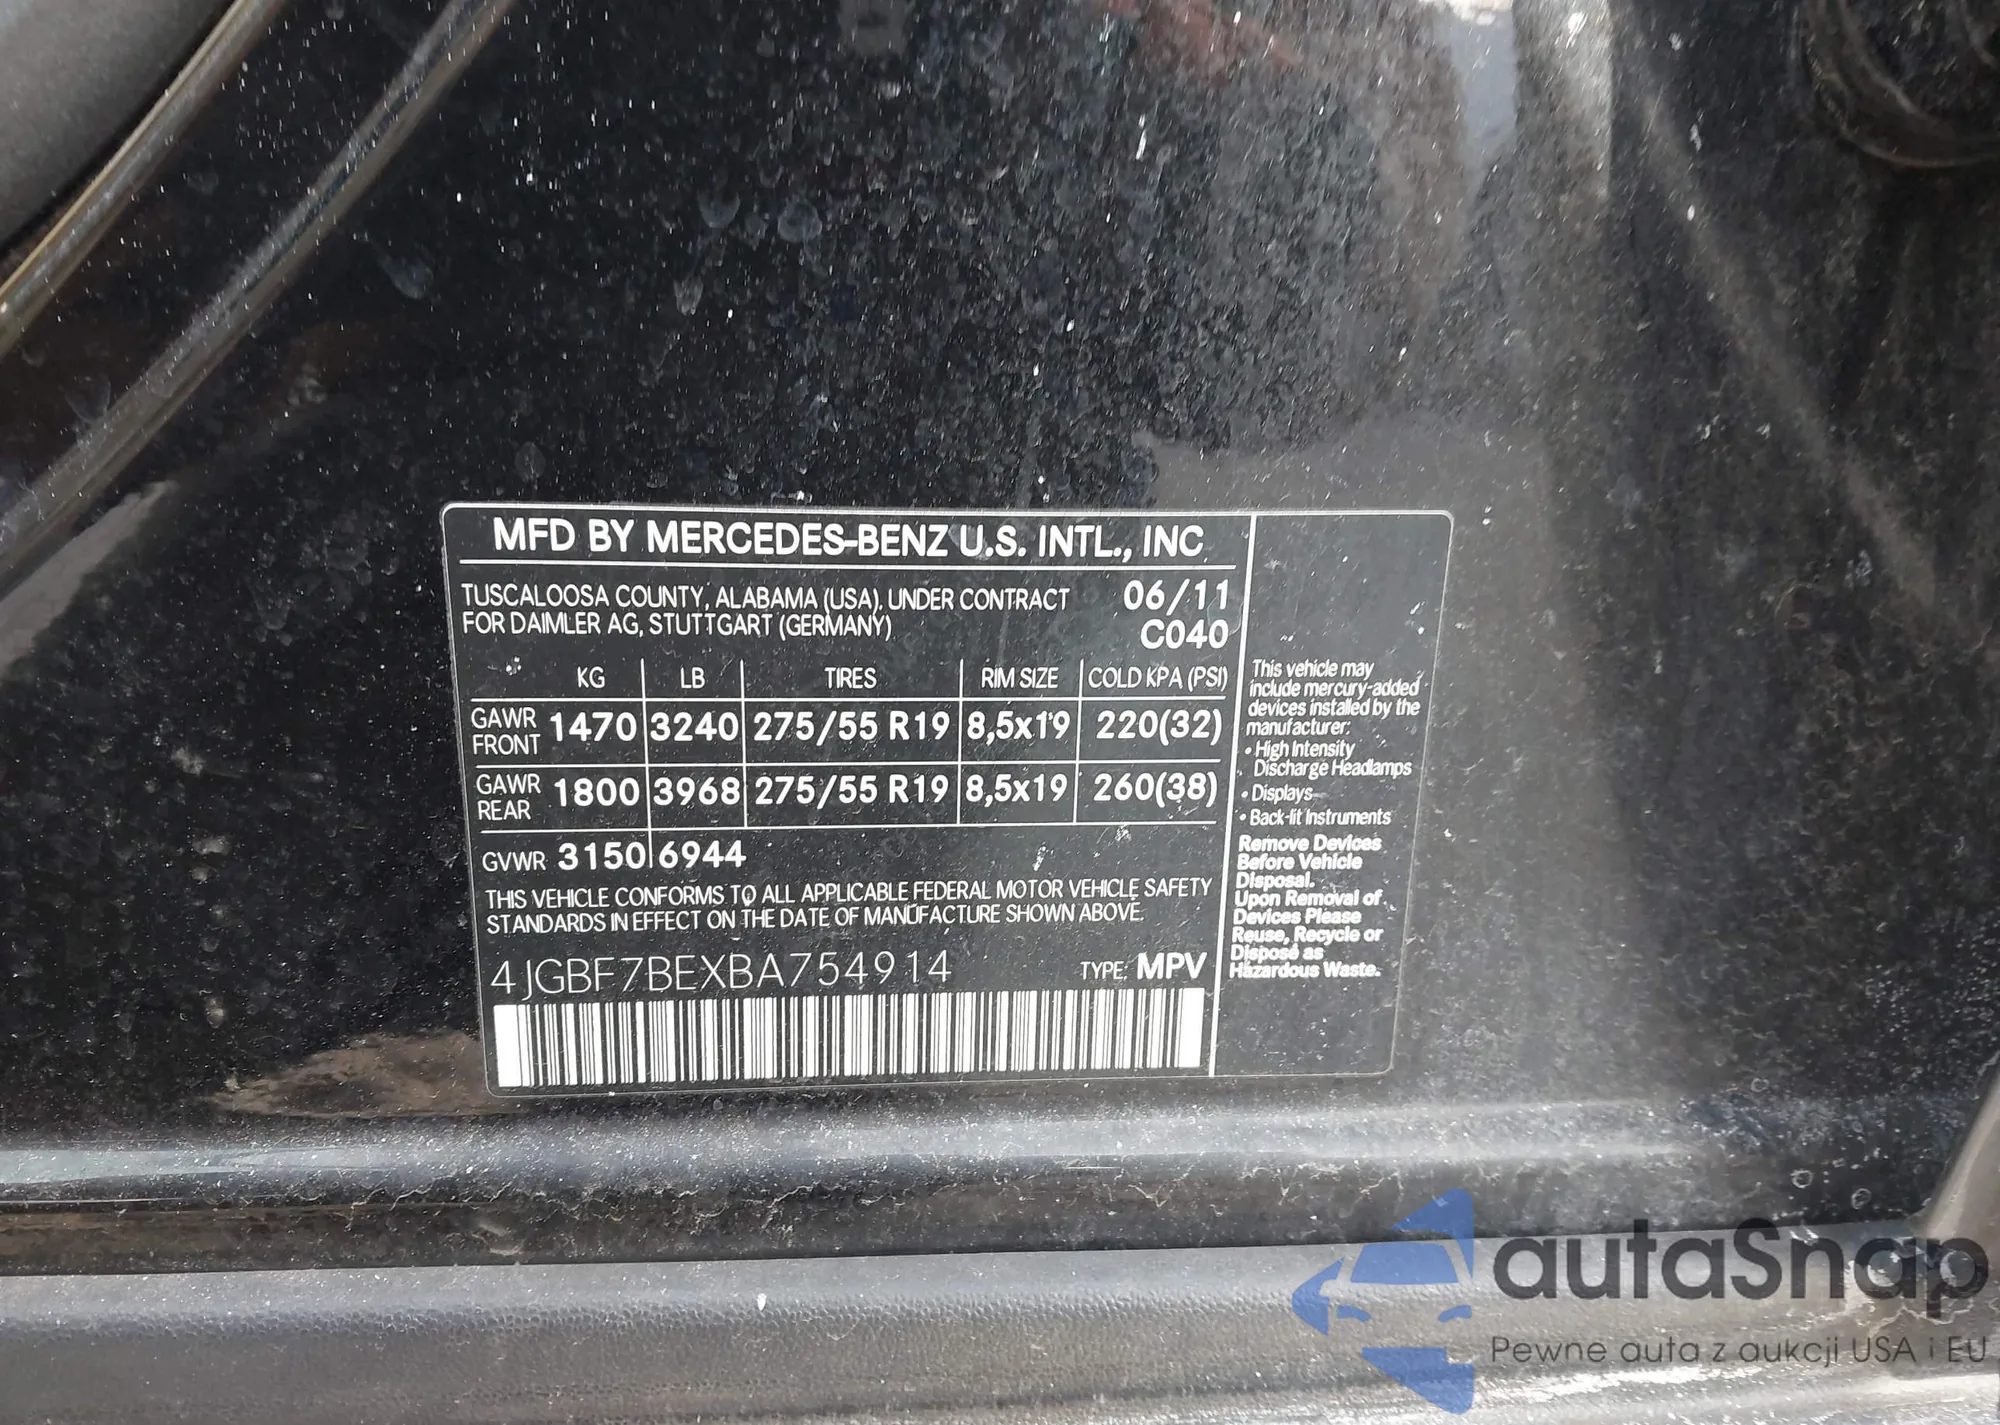 MFD BY MERCEDES-BENZ U.S. INTL., INC
TUSCALOOSA COUNTY, ALABAMA (USA), UNDER CONTRACT 06/11
FOR DAIMLER AG, STUTTGART (GERMANY) C040
KG LB TIRES RIM SIZE COLD KPA (PSI)
GAWR FRONT 1470 3240 275/55 R19 8,5x19 220(32)
GAWR REAR 1800 3968 275/55 R19 8,5x19 260(38)
GVWR 3150 6944
THIS VEHICLE CONFORMS TO ALL APPLICABLE FEDERAL MOTOR VEHICLE SAFETY
STANDARDS IN EFFECT ON THE DATE OF MANUFACTURE SHOWN ABOVE.
4JGBF7BEXBA754914 TYPE: MPV
This vehicle may
include mercury-added
devices installed by the
manufacturer:
• High Intensity
Discharge Headlamps
• Displays
• Back-lit Instruments
Remove Devices
Before Vehicle
Disposal.
Upon Removal of
Devices Please
Reuse, Recycle or
Dispose as
Hazardous Waste.
autaSnap
Pewne auta z aukcji USA i EU